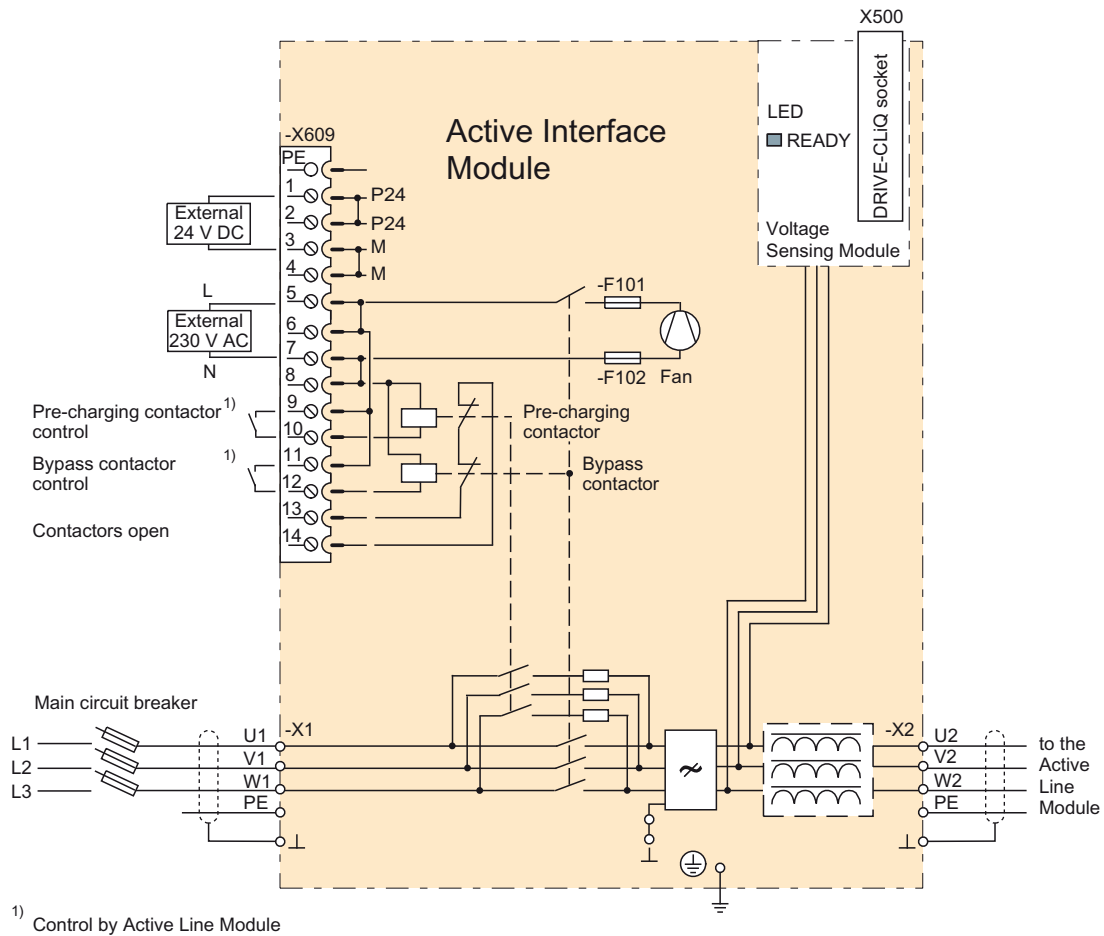 X500
DRIVE-CLiQ socket
LED
READY
Voltage
Sensing Module
Active Interface
Module
-X609
PE
1
2
3
4
5
6
7
8
9
10
11
12
13
14
P24
P24
M
M
External
24 V DC
L
External
230 V AC
N
-F101
-F102
Fan
Pre-charging contactor 1)
control
Bypass contactor 1)
control
Contactors open
Pre-charging
contactor
Bypass
contactor
Main circuit breaker
L1
L2
L3
U1
V1
W1
PE
-X1
-X2
U2
V2
W2
PE
to the
Active
Line
Module
1) Control by Active Line Module